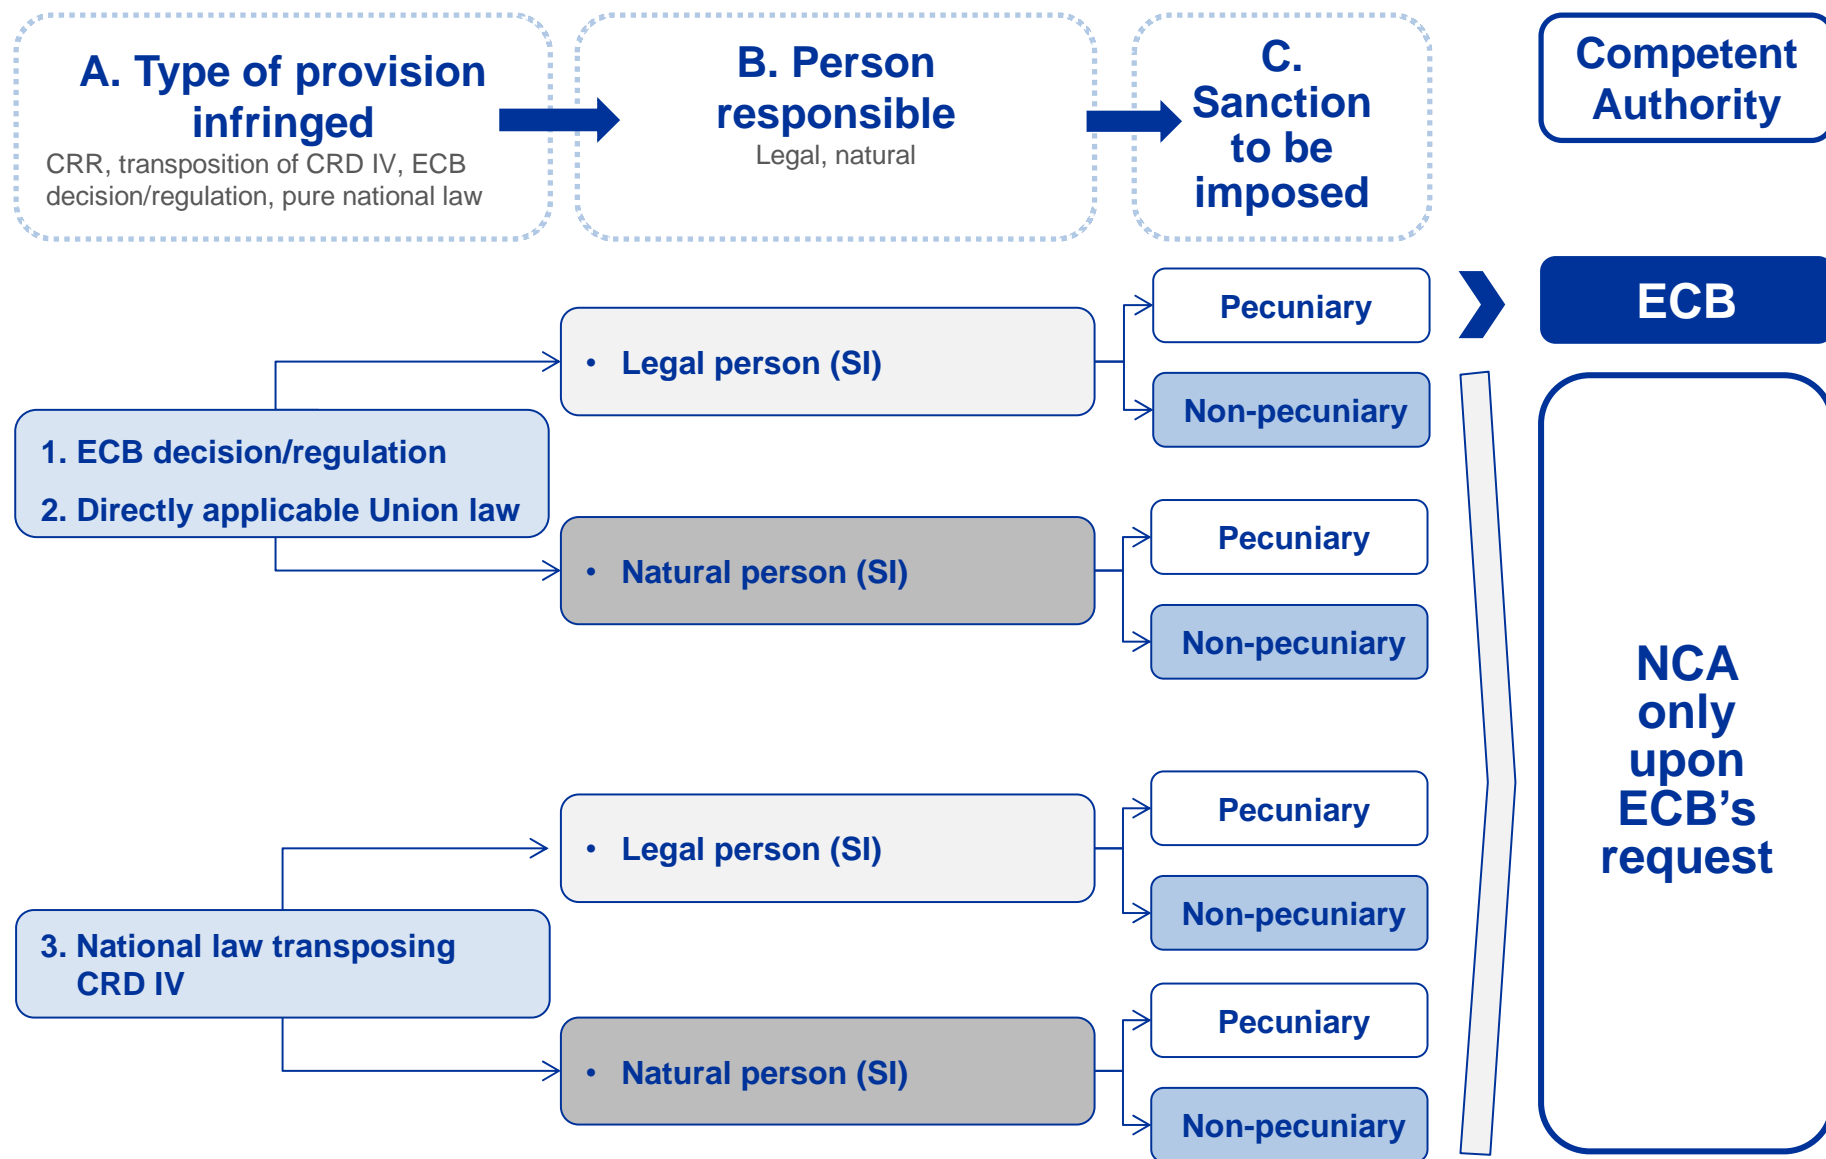 A. Type of provision
infringed
CRR, transposition of CRD IV, ECB
decision/regulation, pure national law
B. Person
responsible
Legal, natural
C.
Sanction
to be
imposed
Competent
Authority
1. ECB decision/regulation
2. Directly applicable Union law
• Legal person (SI)
Pecuniary
Non-pecuniary
ECB
• Natural person (SI)
Pecuniary
Non-pecuniary
3. National law transposing
CRD IV
• Legal person (SI)
Pecuniary
Non-pecuniary
• Natural person (SI)
Pecuniary
Non-pecuniary
NCA
only
upon
ECB’s
request